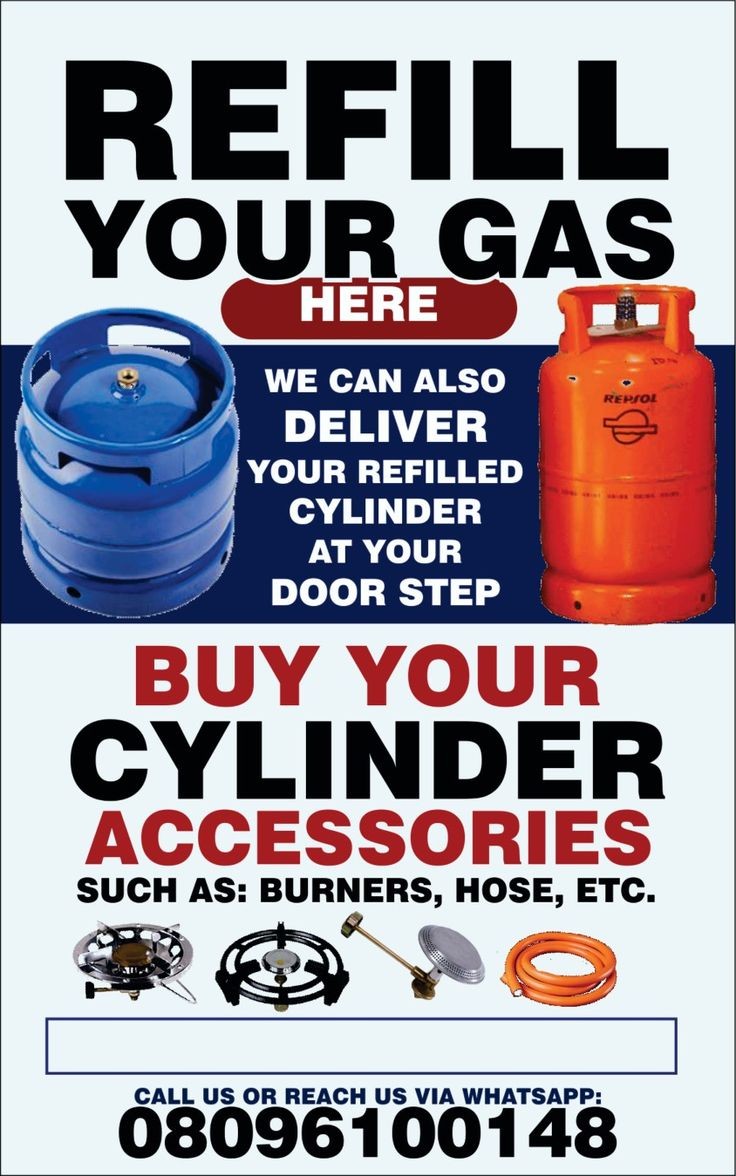 REFILL
YOUR GAS
HERE
WE CAN ALSO
DELIVER
YOUR REFILLED
CYLINDER
AT YOUR
DOOR STEP
REPSOL
BUY YOUR
CYLINDER
ACCESSORIES
SUCH AS: BURNERS, HOSE, ETC.
CALL US OR REACH US VIA WHATSAPP:
08096100148